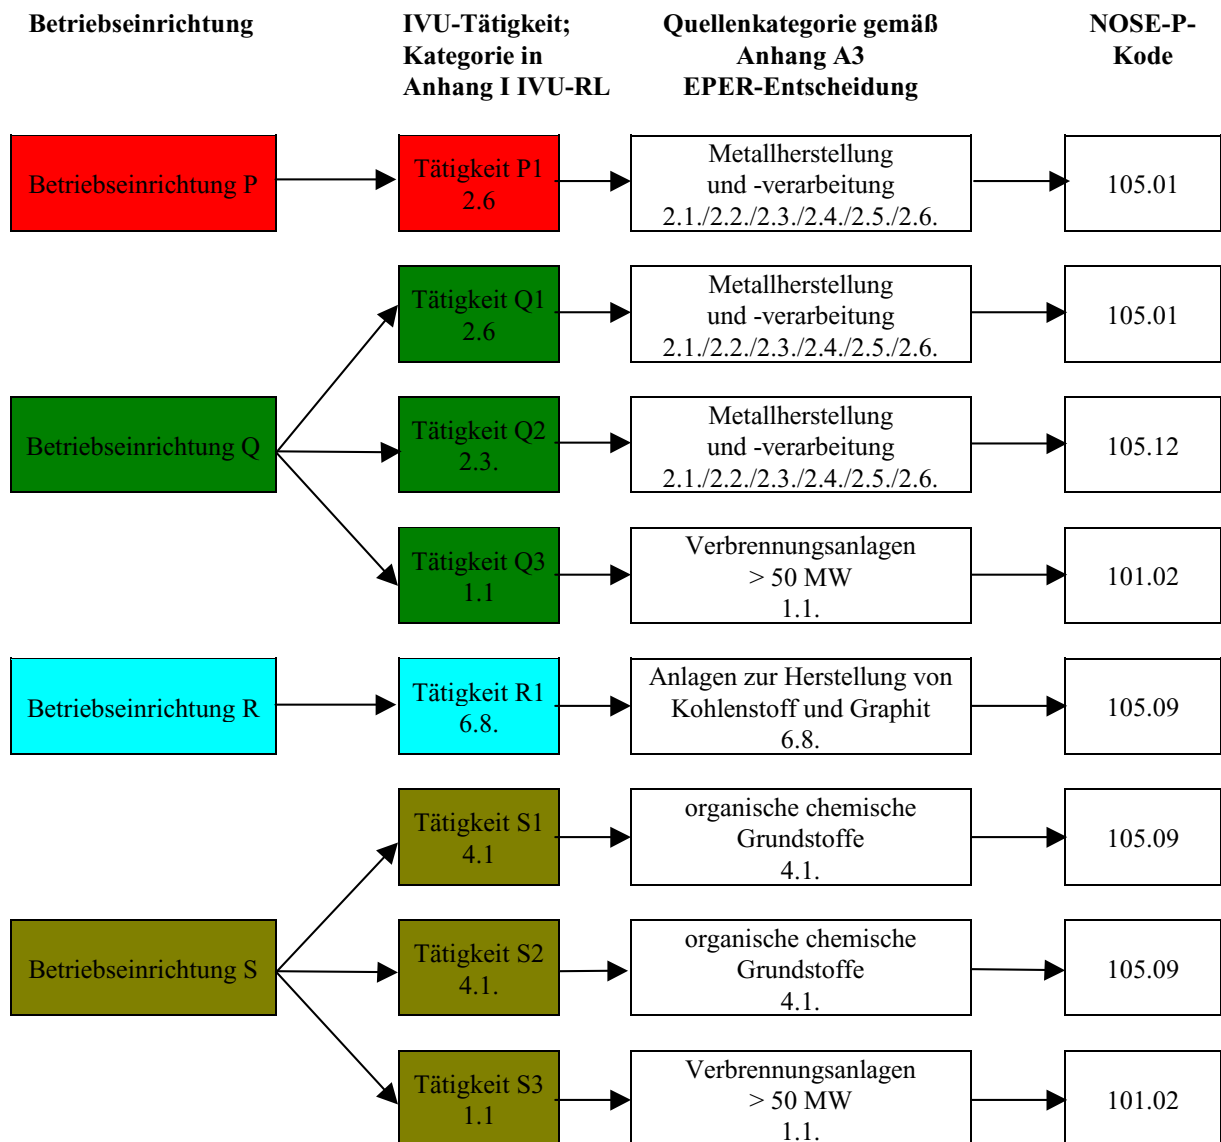 Betriebseinrichtung
IVU-Tätigkeit;
Kategorie in
Anhang I IVU-RL
Quellenkategorie gemäß
Anhang A3
EPER-Entscheidung
NOSE-P-
Kode
Betriebseinrichtung P
Tätigkeit P1
2.6
Metallherstellung
und -verarbeitung
2.1./2.2./2.3./2.4./2.5./2.6.
105.01
Betriebseinrichtung Q
Tätigkeit Q1
2.6
Metallherstellung
und -verarbeitung
2.1./2.2./2.3./2.4./2.5./2.6.
105.01
Tätigkeit Q2
2.3.
Metallherstellung
und -verarbeitung
2.1./2.2./2.3./2.4./2.5./2.6.
105.12
Tätigkeit Q3
1.1
Verbrennungsanlagen
> 50 MW
1.1.
101.02
Betriebseinrichtung R
Tätigkeit R1
6.8.
Anlagen zur Herstellung von
Kohlenstoff und Graphit
6.8.
105.09
Betriebseinrichtung S
Tätigkeit S1
4.1
organische chemische
Grundstoffe
4.1.
105.09
Tätigkeit S2
4.1.
organische chemische
Grundstoffe
4.1.
105.09
Tätigkeit S3
1.1
Verbrennungsanlagen
> 50 MW
1.1.
101.02